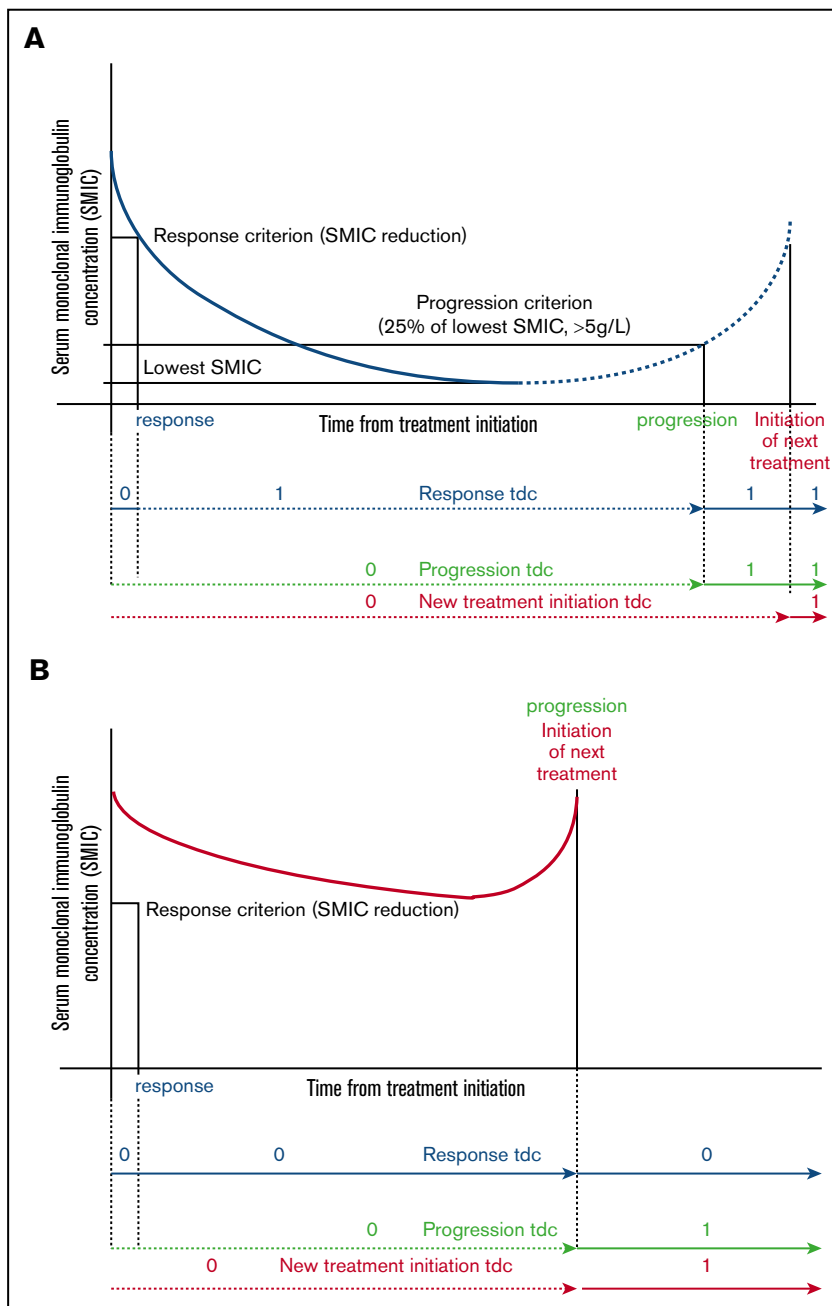 A
Serum monoclonal immunoglobulin
concentration (SMIC)
Response criterion (SMIC reduction)
Progression criterion
(25% of lowest SMIC, >5g/L)
Lowest SMIC
response
Time from treatment initiation
progression
Initiation
of next
treatment
0 1 Response tdc 1 1
0 Progression tdc 1 1
0 New treatment initiation tdc 1
B
progression
Initiation
of next
treatment
Serum monoclonal immunoglobulin
concentration (SMIC)
Response criterion (SMIC reduction)
response
Time from treatment initiation
0 0 Response tdc 0
0 Progression tdc 1
0 New treatment initiation tdc 1